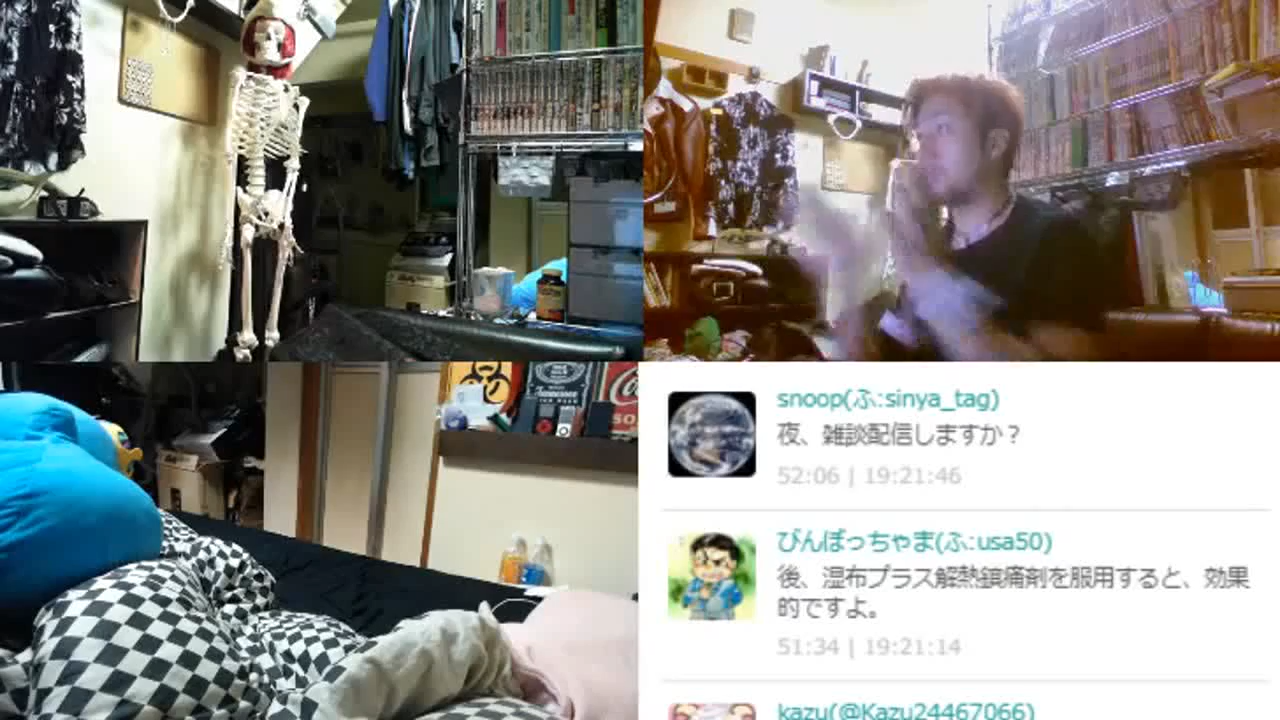 snoop(ふ:sinya_tag)
夜、雑談配信しますか？
52:06 | 19:21:46
びんぼっちゃま(ふ:usa50)
後、湿布プラス解熱鎮痛剤を服用すると、効果
的ですよ。
51:34 | 19:21:14
kazu(@Kazu24467066)
Tennessee